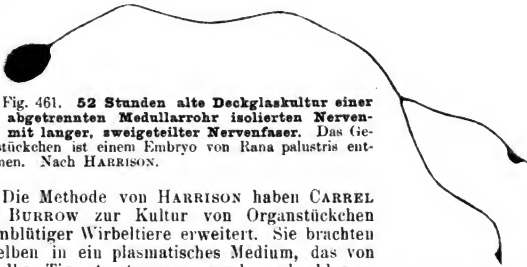 Fig. 461. 52 Stunden alte Deckglaskultur einer
abgetrennten Medullarrohr isolierten Nerven-
mit langer, zweigeteilter Nervenfaser. Das Ge-
stückchen ist einem Embryo von Rana palustris ent-
men. Nach HARRISON.
Die Methode von HARRISON haben CARREL
BURROW zur Kultur von Organstückchen
nblütiger Wirbeltiere erweitert. Sie brachten
elben in ein plasmatisches Medium, das von